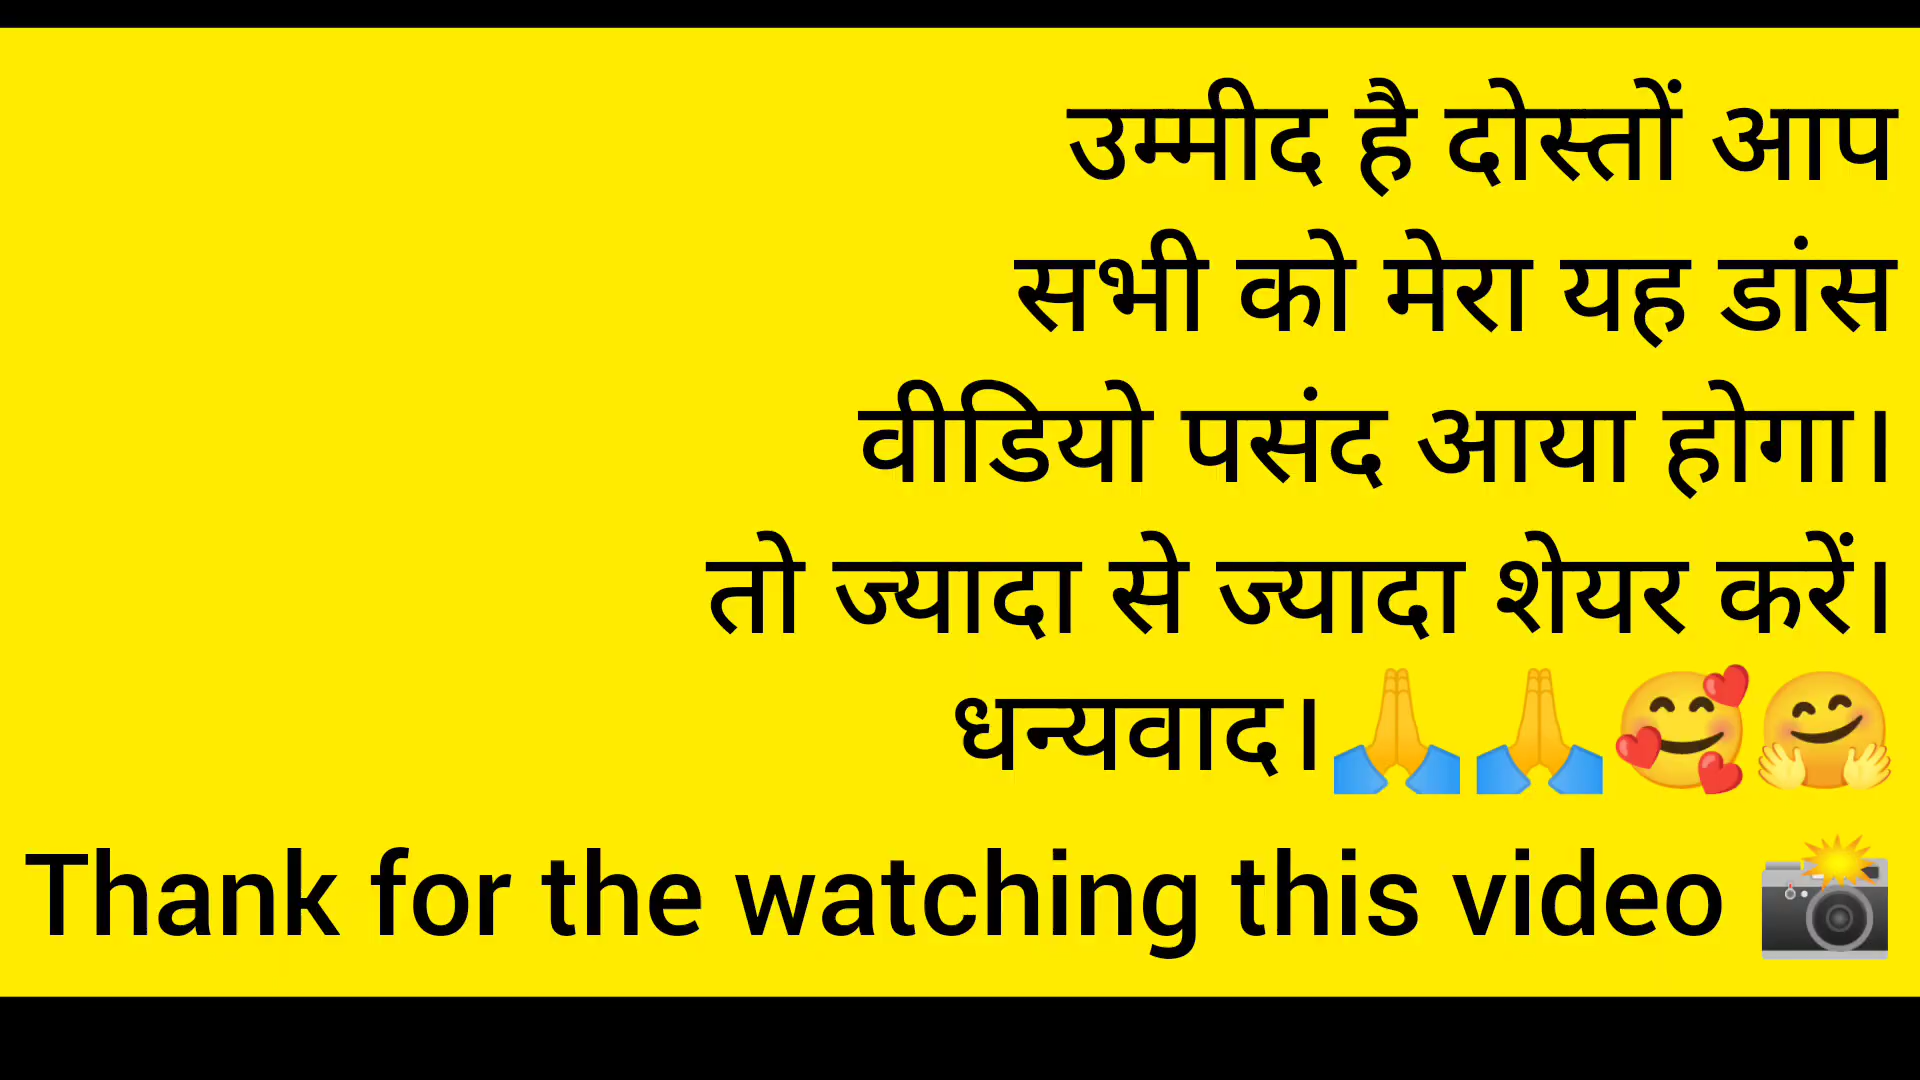 उम्मीद है दोस्तों आप
सभी को मेरा यह डांस
वीडियो पसंद आया होगा।
तो ज्यादा से ज्यादा शेयर करें।
धन्यवाद।🙏🙏🥰🤗
Thank for the watching this video 📸